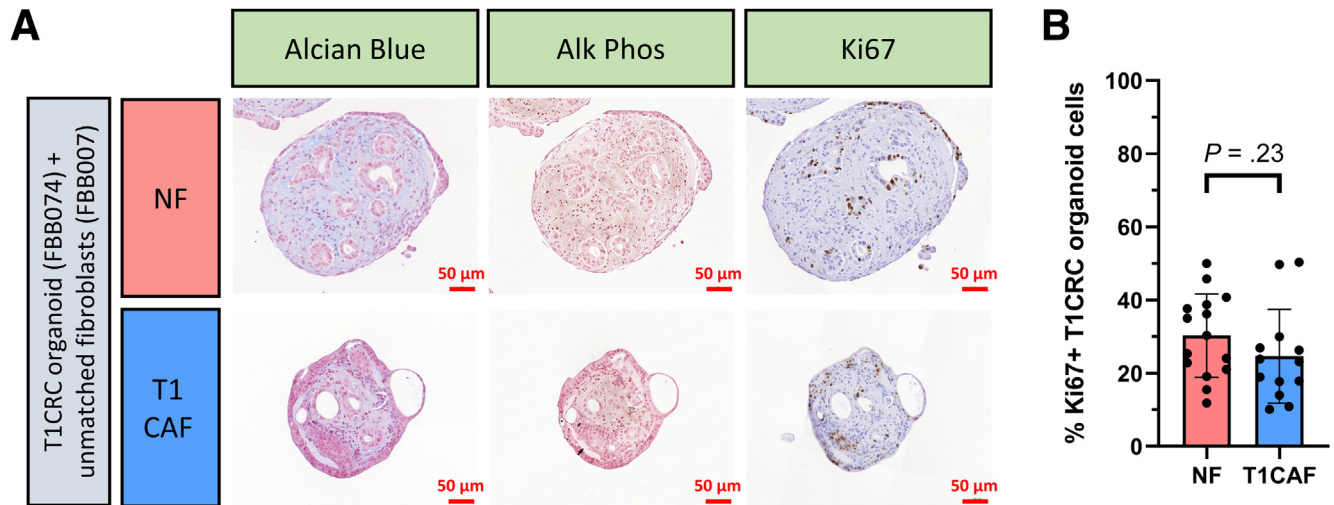 A
Alcian Blue
Alk Phos
Ki67
T1CRC organoid (FBB074) +
unmatched fibroblasts (FBB007)
NF
50 μm
50 μm
50 μm
T1
CAF
50 μm
50 μm
50 μm
B
% Ki67+ T1CRC organoid cells
100
80
60
40
20
0
P = .23
NF
T1CAF